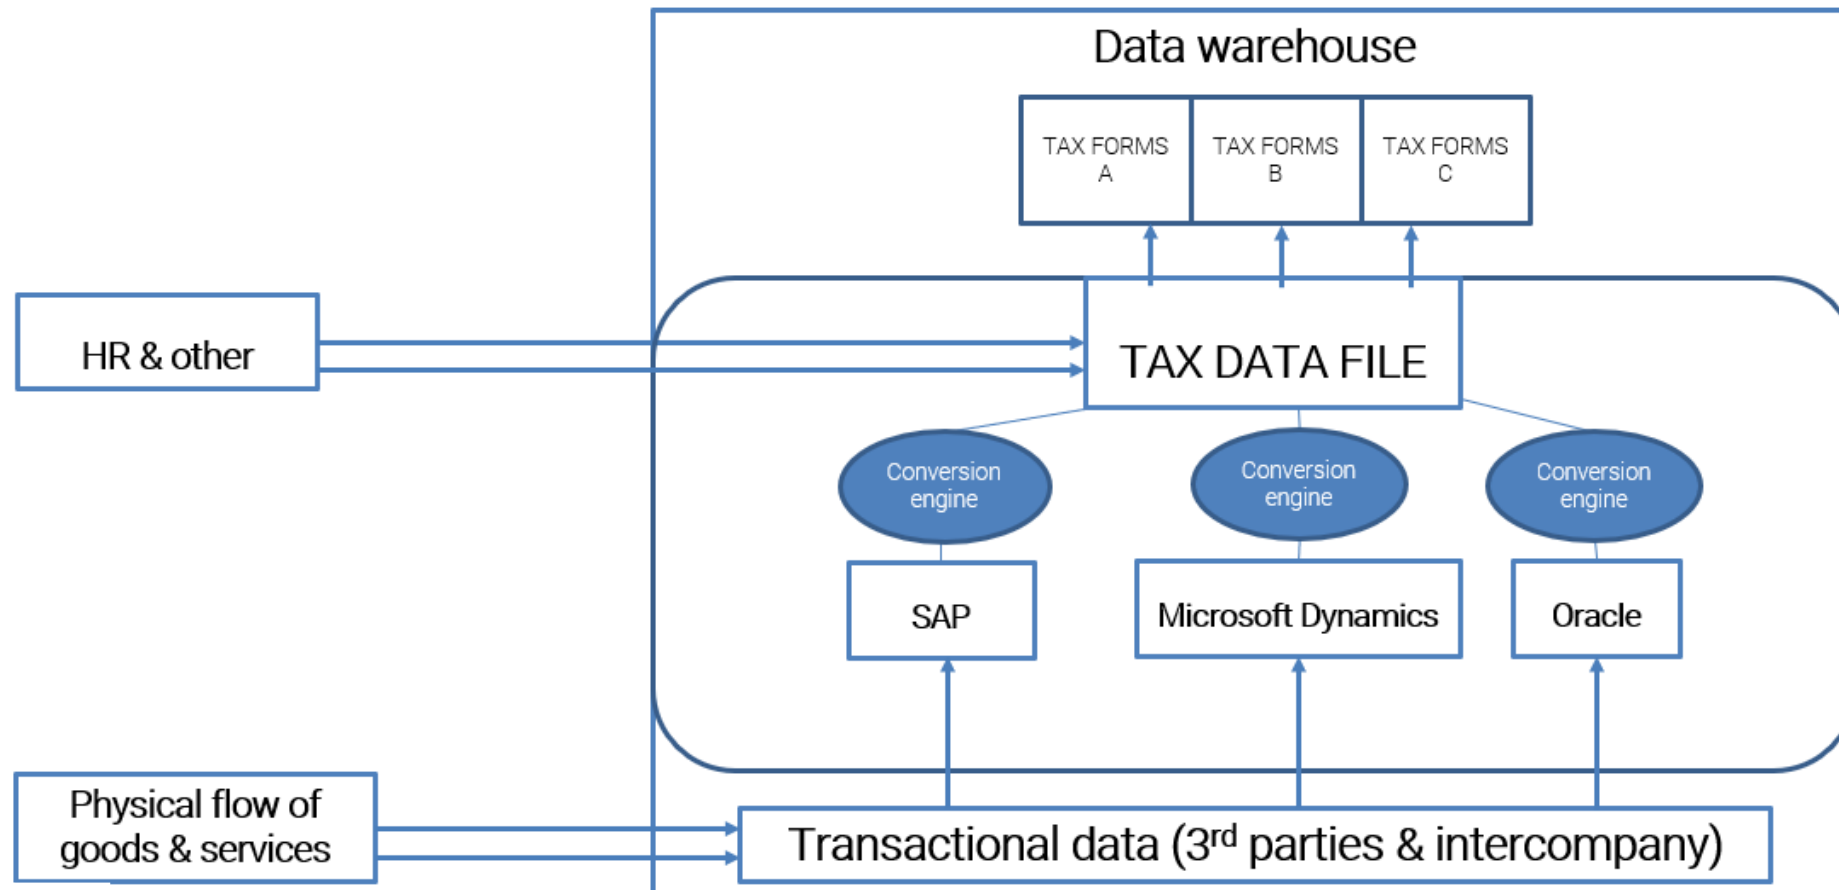 Data warehouse
TAX FORMS
A
TAX FORMS
B
TAX FORMS
C
HR & other
TAX DATA FILE
Conversion
engine
Conversion
engine
Conversion
engine
SAP
Microsoft Dynamics
Oracle
Physical flow of
goods & services
Transactional data (3rd parties & intercompany)